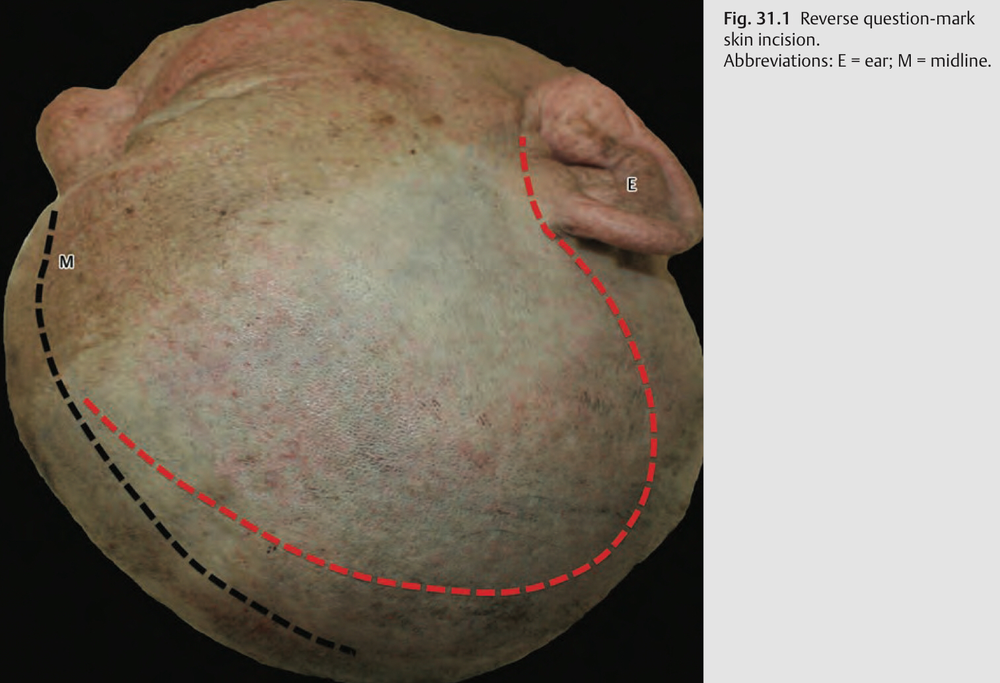 Fig. 31.1 Reverse question-mark
skin incision.
Abbreviations: E = ear; M = midline.
E
M